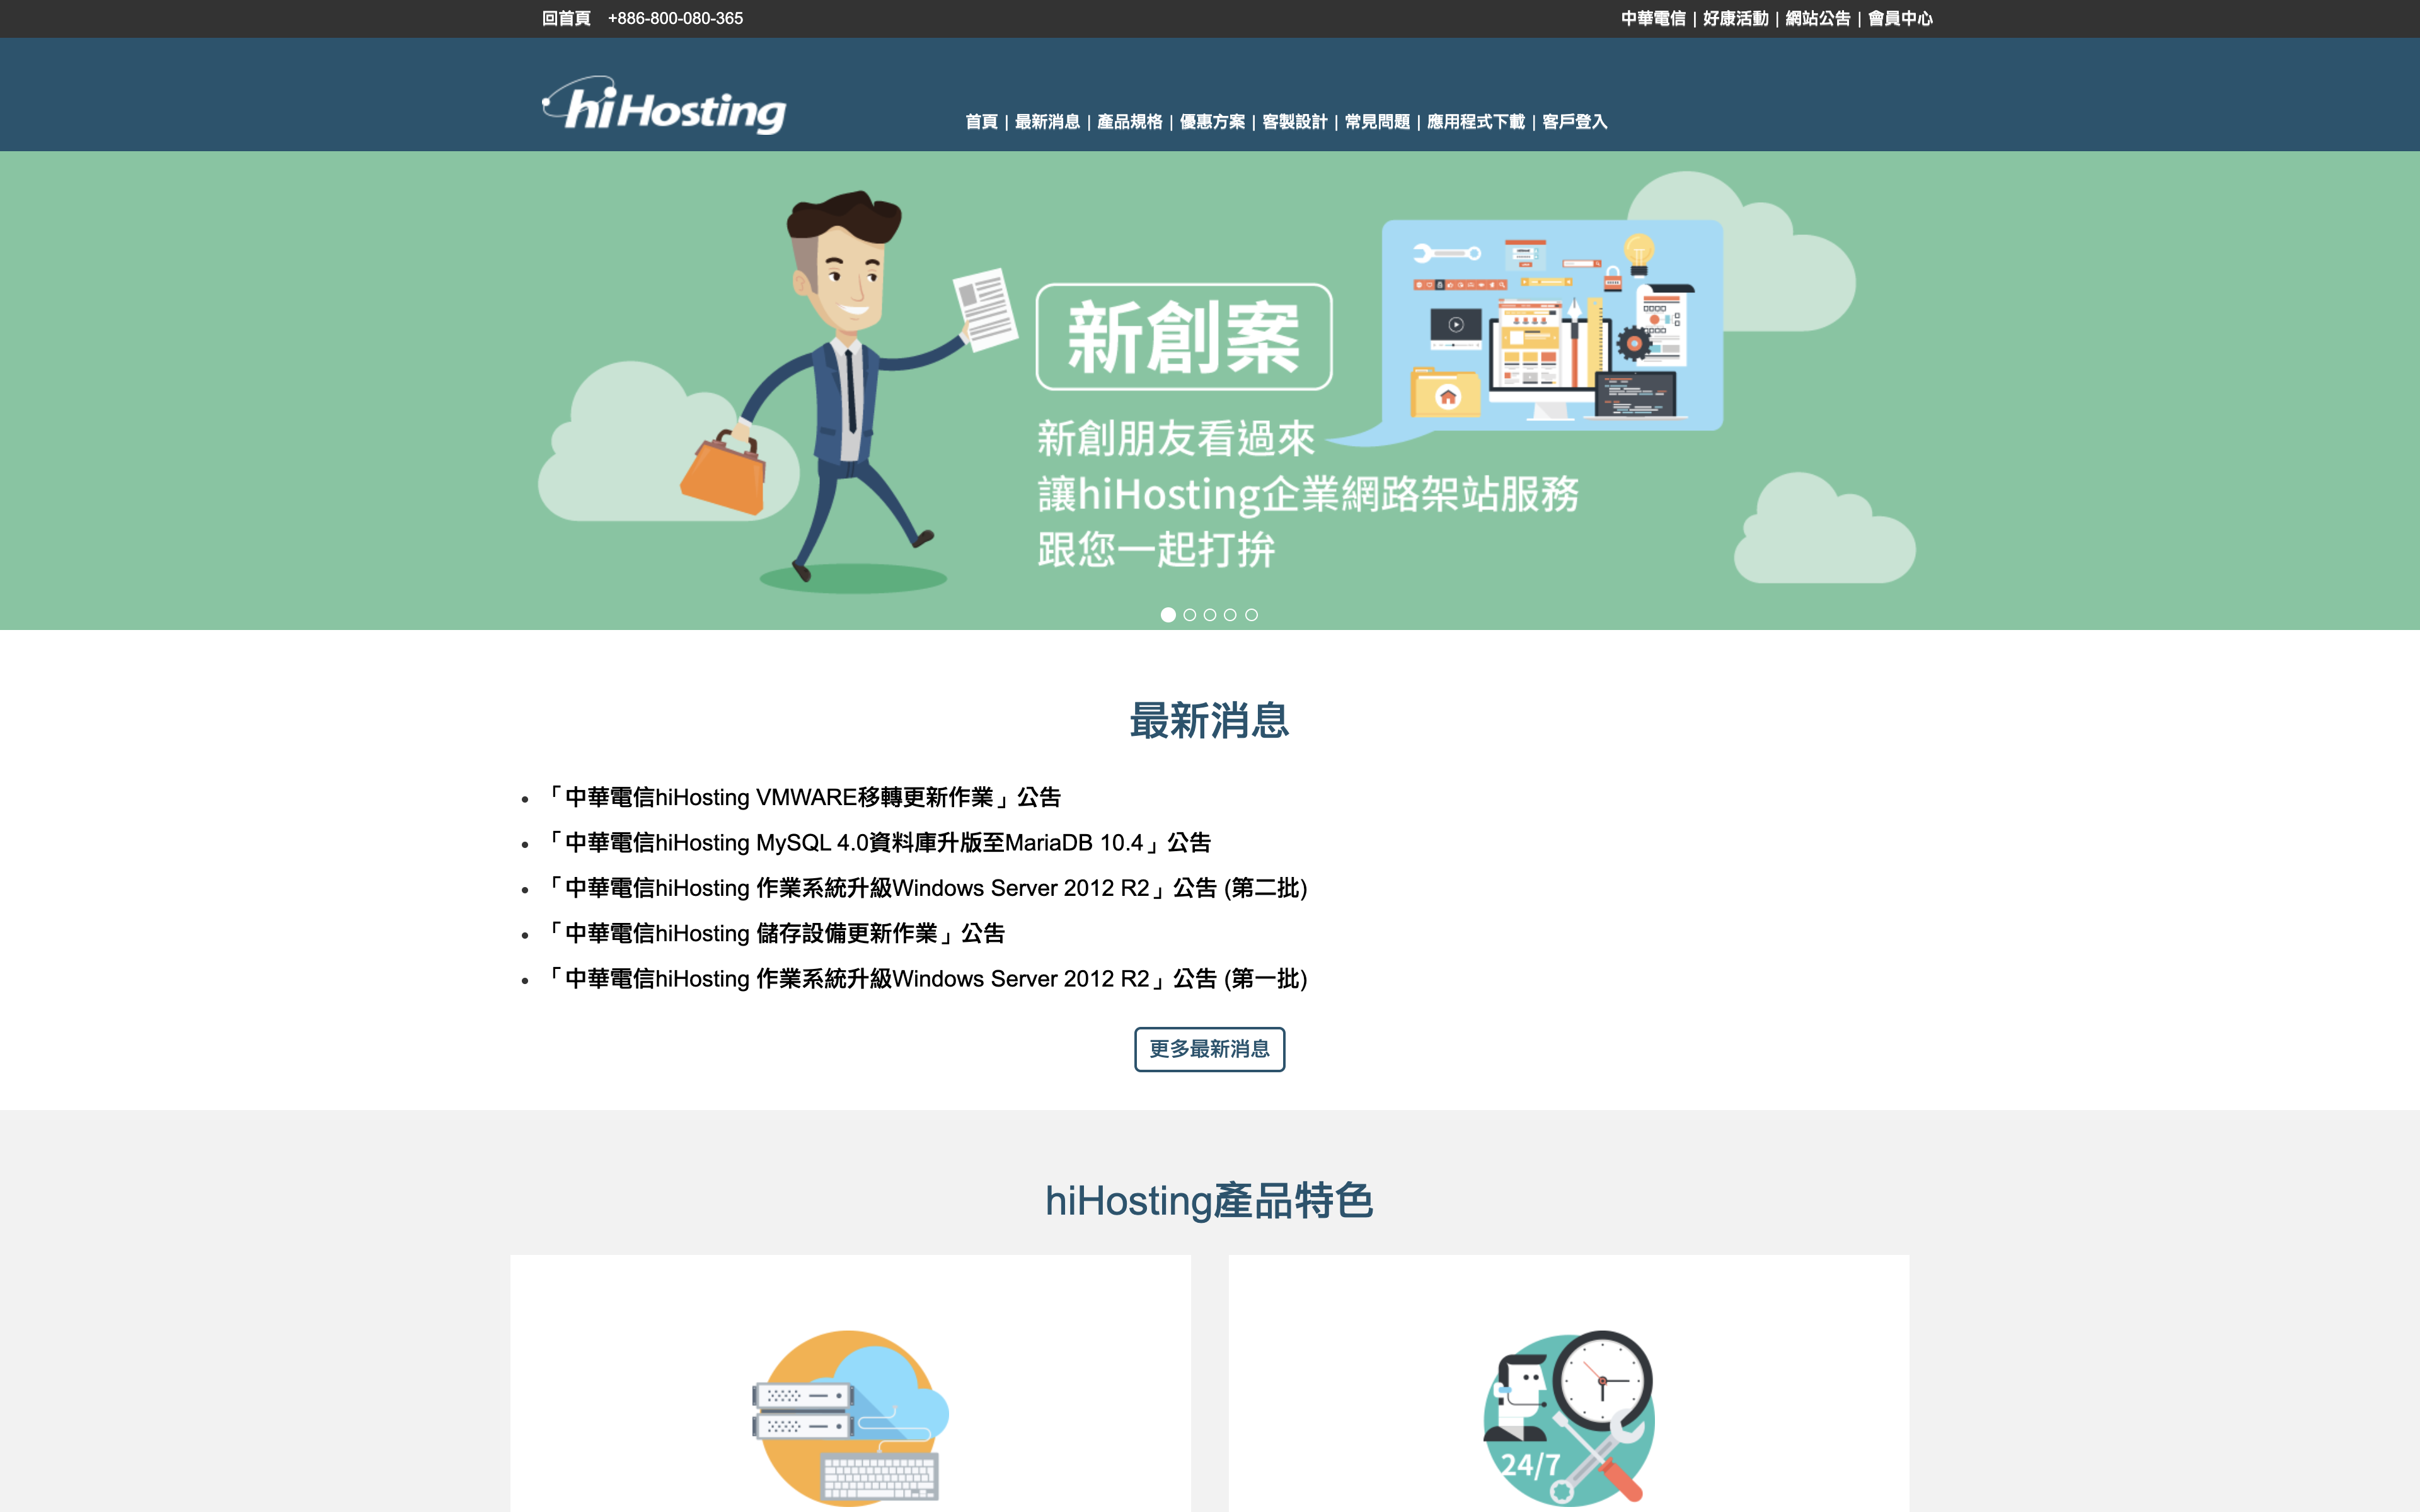 回首頁 +886-800-080-365
中華電信 | 好康活動 | 網站公告 | 會員中心
hiHosting
首頁 | 最新消息 | 產品規格 | 優惠方案 | 客製設計 | 常見問題 | 應用程式下載 | 客戶登入
新創案
新創朋友看過來
讓hiHosting企業網路架站服務
跟您一起打拚
最新消息
「中華電信hiHosting VMWARE移轉更新作業」公告
「中華電信hiHosting MySQL 4.0資料庫升版至MariaDB 10.4」公告
「中華電信hiHosting 作業系統升級Windows Server 2012 R2」公告 (第二批)
「中華電信hiHosting 儲存設備更新作業」公告
「中華電信hiHosting 作業系統升級Windows Server 2012 R2」公告 (第一批)
更多最新消息
hiHosting產品特色
24/7